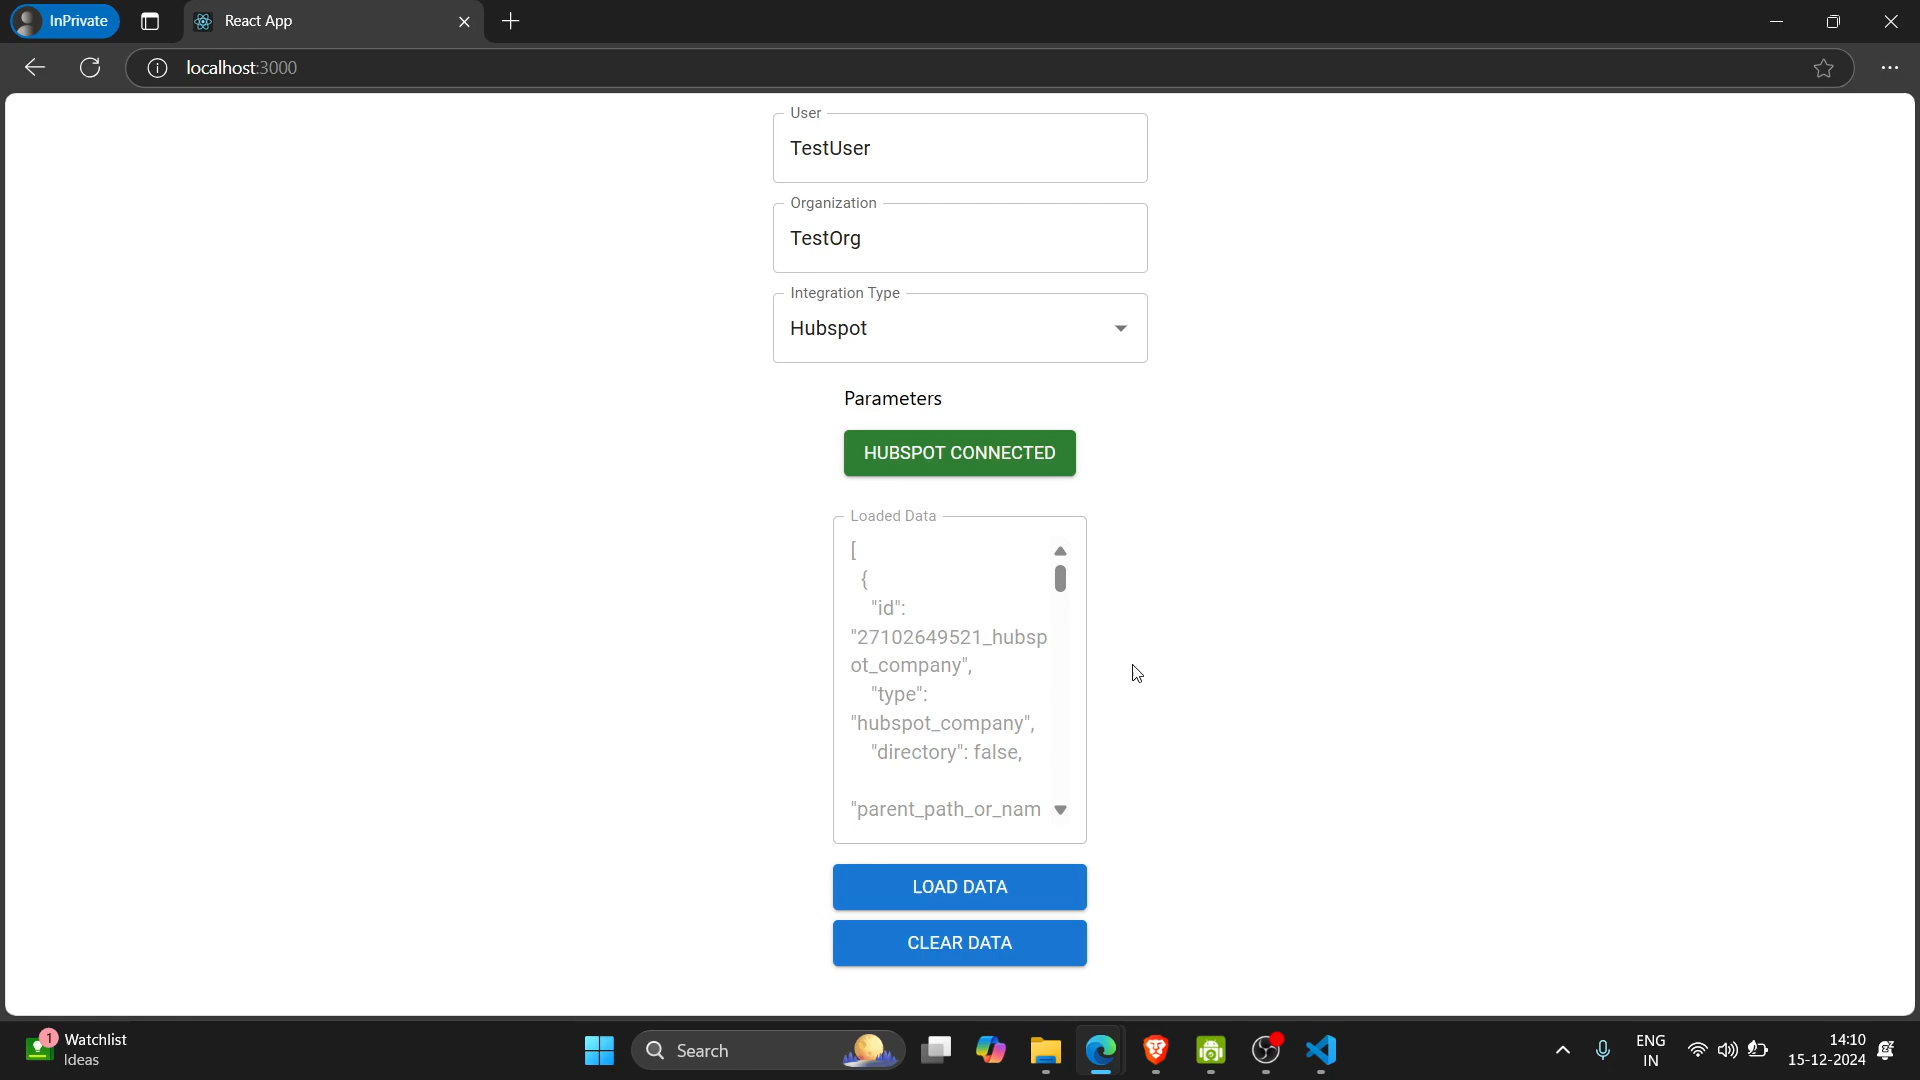 InPrivate
React App
localhost:3000
User
TestUser
Organization
TestOrg
Integration Type
Hubspot
Parameters
HUBSPOT CONNECTED
Loaded Data
[
{
"id":
"27102649521_hubsp
ot_company",
"type":
"hubspot_company",
"directory": false,
"parent_path_or_nam
LOAD DATA
CLEAR DATA
1
Watchlist
Ideas
Search
ENG
IN
14:10
15-12-2024